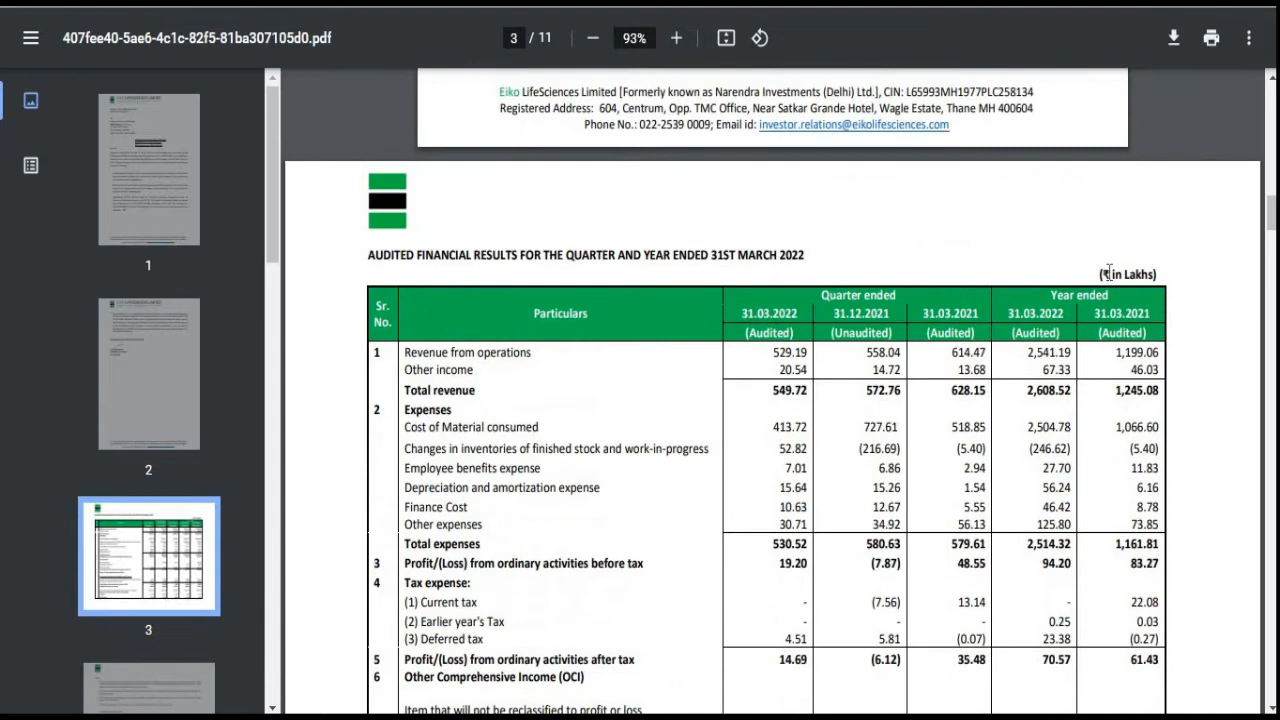 407fee40-5ae6-4c1c-82f5-81ba307105d0.pdf 3 / 11 93%
1
2
3
Eiko LifeSciences Limited [Formerly known as Narendra Investments (Delhi) Ltd.], CIN: L65993MH1977PLC258134
Registered Address: 604, Centrum, Opp. TMC Office, Near Satkar Grande Hotel, Wagle Estate, Thane MH 400604
Phone No.: 022-2539 0009; Email id: investor.relations@eikolifesciences.com
AUDITED FINANCIAL RESULTS FOR THE QUARTER AND YEAR ENDED 31ST MARCH 2022
(₹ in Lakhs)
Sr. No. Particulars Quarter ended Year ended
31.03.2022 31.12.2021 31.03.2021 31.03.2022 31.03.2021
(Audited) (Unaudited) (Audited) (Audited) (Audited)
1 Revenue from operations 529.19 558.04 614.47 2,541.19 1,199.06
Other income 20.54 14.72 13.68 67.33 46.03
Total revenue 549.72 572.76 628.15 2,608.52 1,245.08
2 Expenses
Cost of Material consumed 413.72 727.61 518.85 2,504.78 1,066.60
Changes in inventories of finished stock and work-in-progress 52.82 (216.69) (5.40) (246.62) (5.40)
Employee benefits expense 7.01 6.86 2.94 27.70 11.83
Depreciation and amortization expense 15.64 15.26 1.54 56.24 6.16
Finance Cost 10.63 12.67 5.55 46.42 8.78
Other expenses 30.71 34.92 56.13 125.80 73.85
Total expenses 530.52 580.63 579.61 2,514.32 1,161.81
3 Profit/(Loss) from ordinary activities before tax 19.20 (7.87) 48.55 94.20 83.27
4 Tax expense:
(1) Current tax - (7.56) 13.14 - 22.08
(2) Earlier year's Tax - - - 0.25 0.03
(3) Deferred tax 4.51 5.81 (0.07) 23.38 (0.27)
5 Profit/(Loss) from ordinary activities after tax 14.69 (6.12) 35.48 70.57 61.43
6 Other Comprehensive Income (OCI)
Item that will not be reclassified to profit or loss